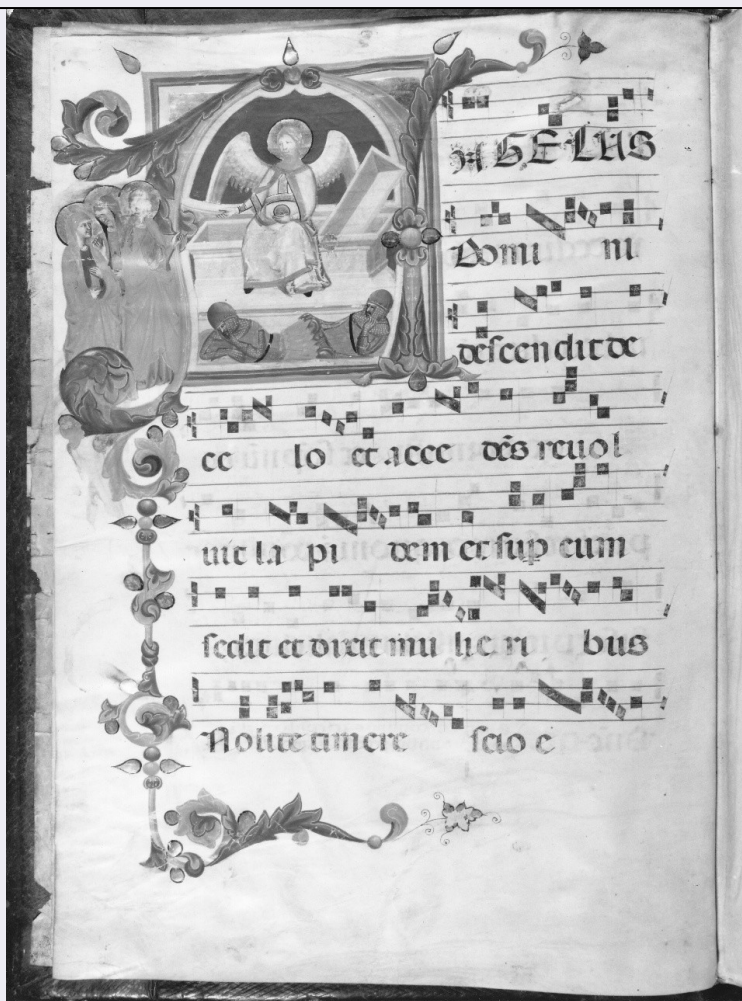 NGELUS
Domi ni
descendit de
ce lo et acce de͞s reuol
uit la pi dem et sup eum
sedit et dixit mu lie ri bus
Nolite timere scio e